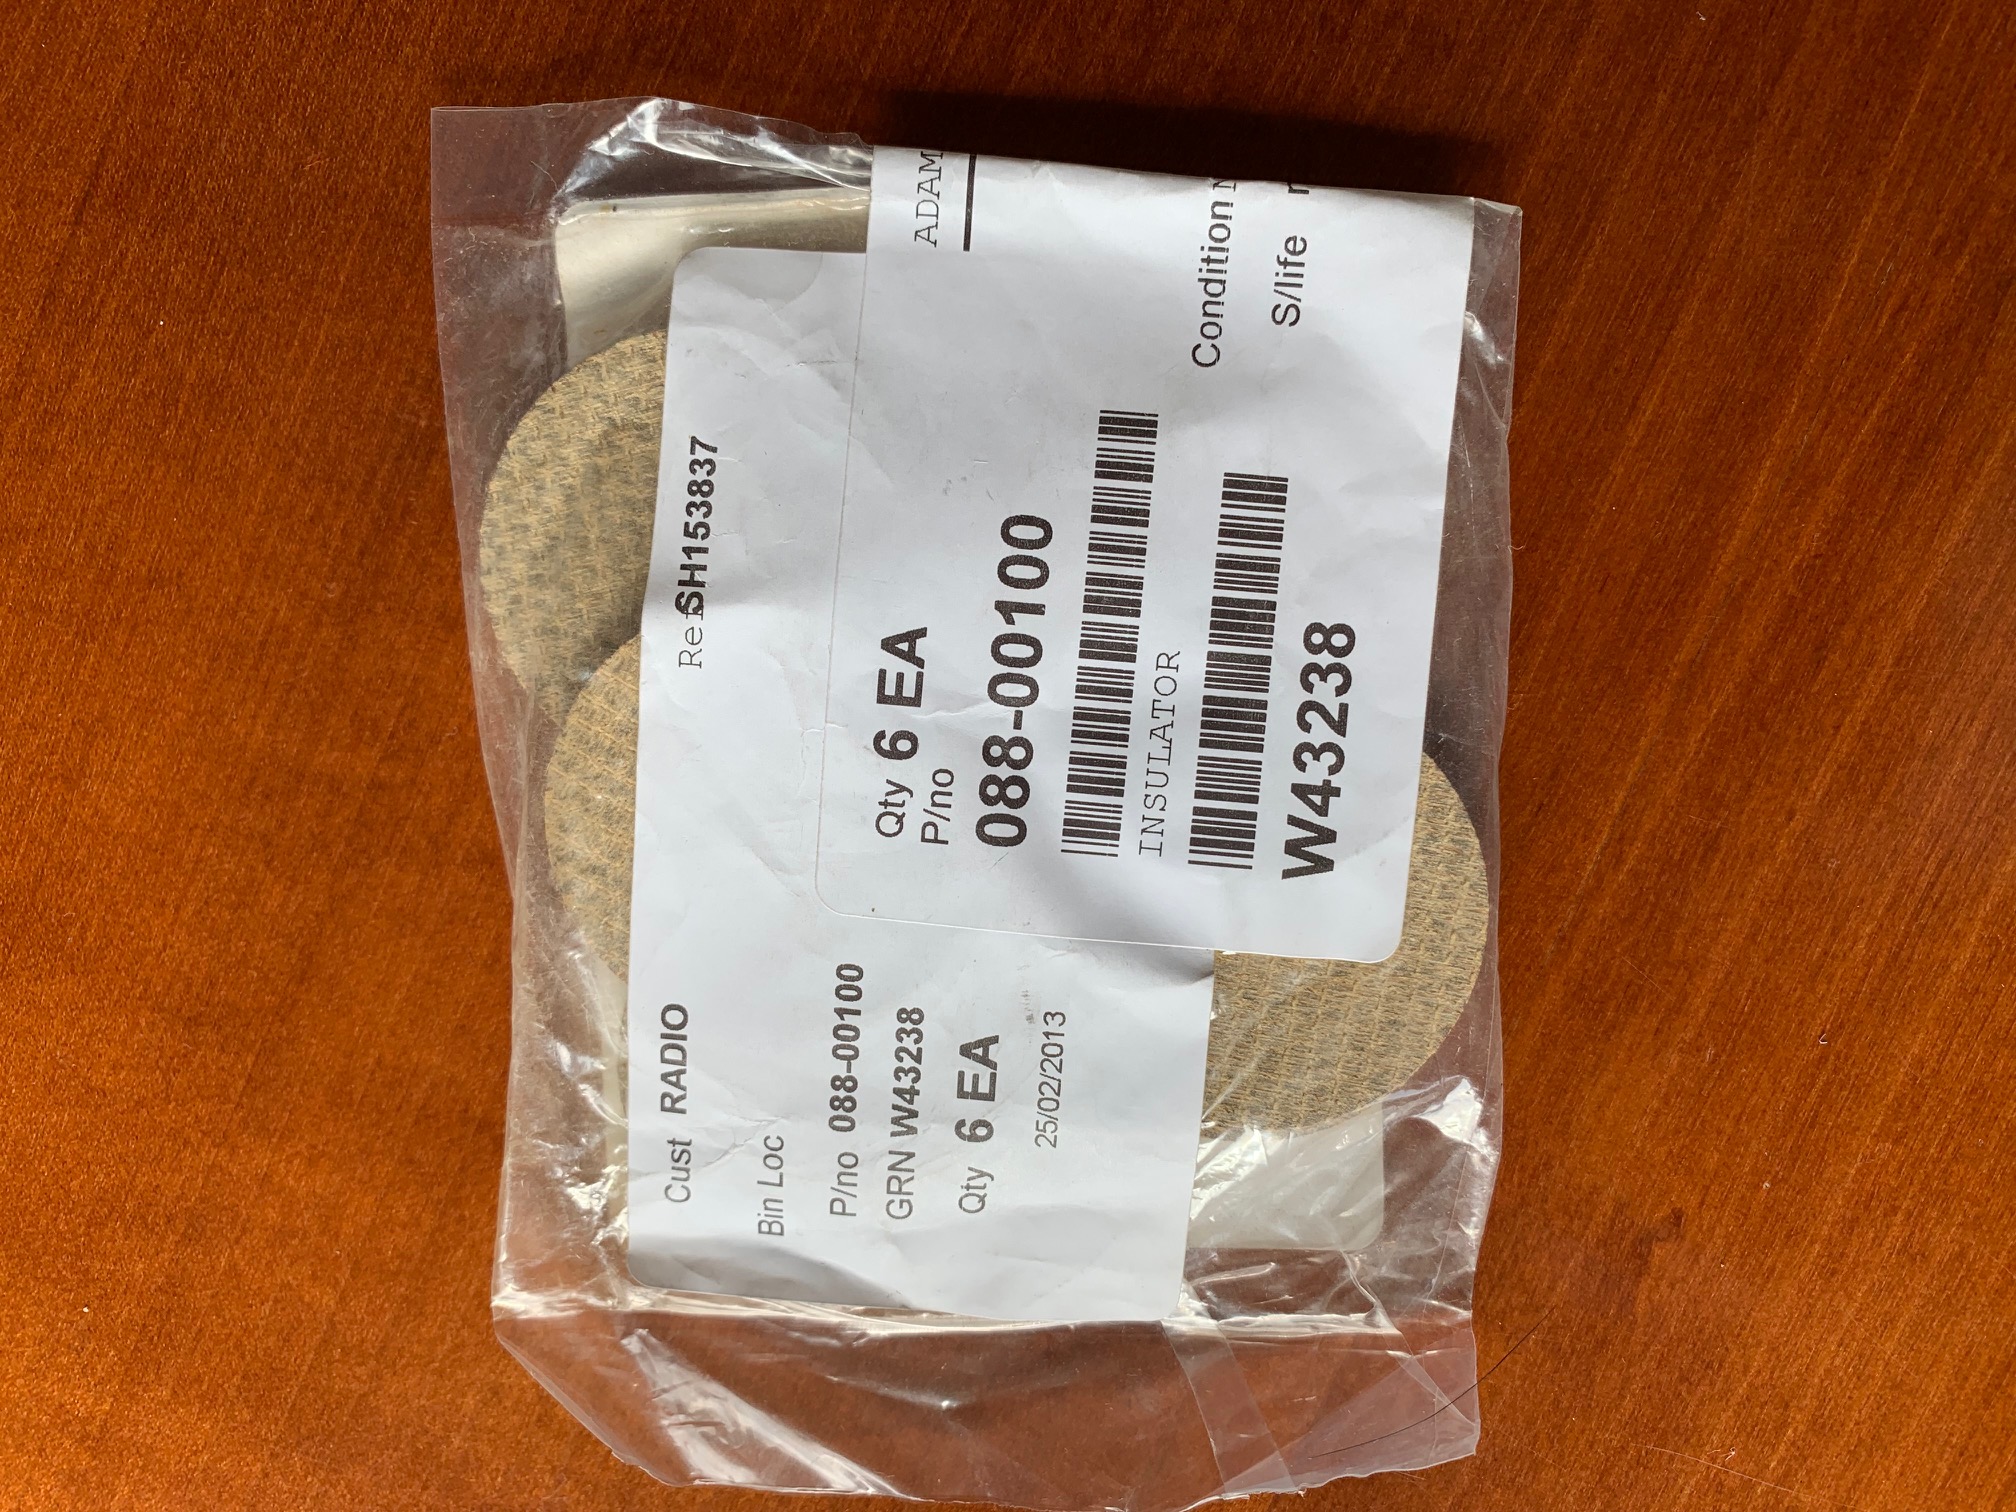 Cust RADIO
Ref SH153837
Bin Loc
P/no 088-00100
GRN W43238
Qty 6 EA
25/02/2013
ADAM
Qty 6 EA
P/no
088-00100
INSULATOR
Condition
W43238
S/life